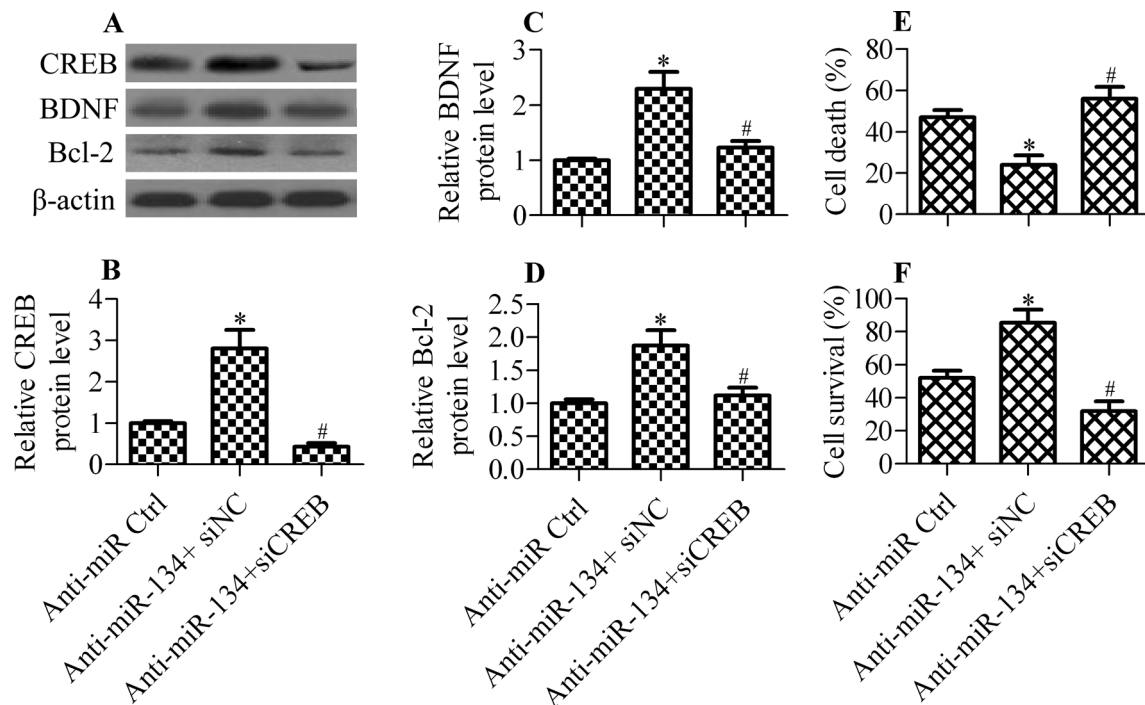 A
CREB
BDNF
Bcl-2
β-actin
B
Relative CREB
protein level
4
3
2
1
0
*
#
Anti-miR Ctrl
Anti-miR-134+ siNC
Anti-miR-134+siCREB
C
Relative BDNF
protein level
3
2
1
0
*
#
D
Relative Bcl-2
protein level
2.5
2.0
1.5
1.0
0.5
0.0
*
#
Anti-miR Ctrl
Anti-miR-134+ siNC
Anti-miR-134+siCREB
E
Cell death (%)
80
60
40
20
0
*
#
F
Cell survival (%)
100
80
60
40
20
0
*
#
Anti-miR Ctrl
Anti-miR-134+ siNC
Anti-miR-134+siCREB